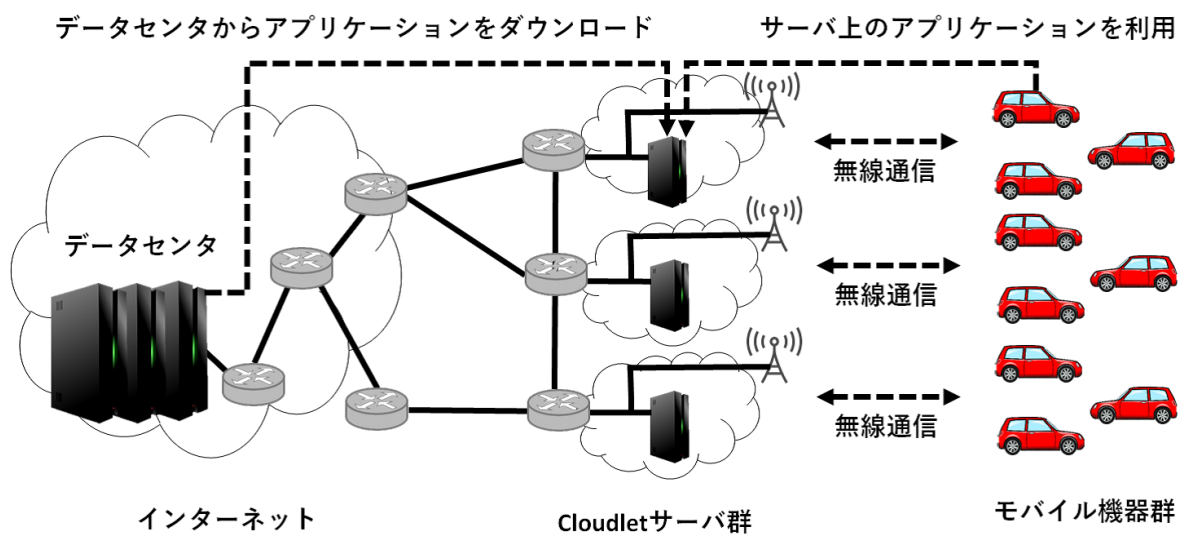 データセンタからアプリケーションをダウンロード
サーバ上のアプリケーションを利用
無線通信
データセンタ
無線通信
無線通信
インターネット
Cloudletサーバ群
モバイル機器群